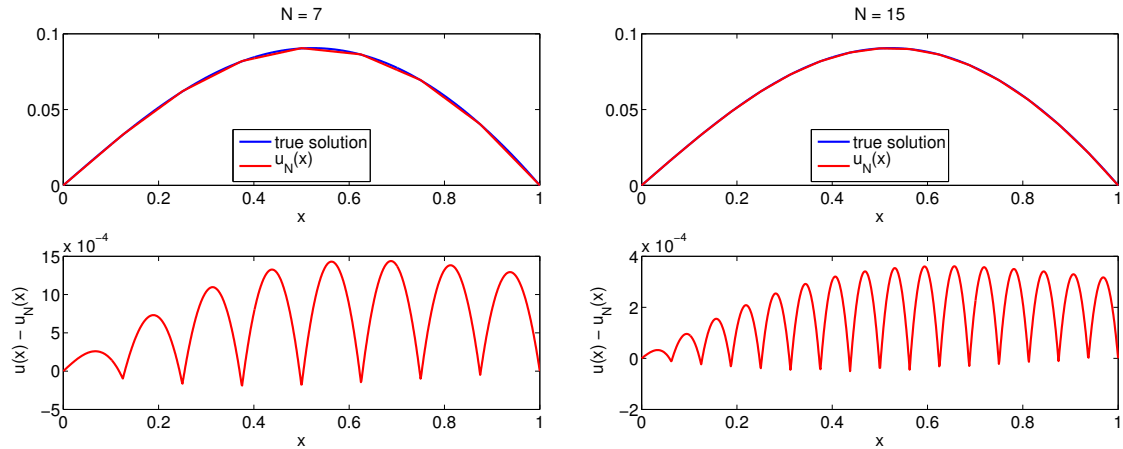 N = 7
0.1
0.05
0
true solution
u_N(x)
0 0.2 0.4 0.6 0.8 1
x
N = 15
0.1
0.05
0
true solution
u_N(x)
0 0.2 0.4 0.6 0.8 1
x
x 10^−4
15
10
5
0
−5
u(x) − u_N(x)
0 0.2 0.4 0.6 0.8 1
x
x 10^−4
4
2
0
−2
u(x) − u_N(x)
0 0.2 0.4 0.6 0.8 1
x